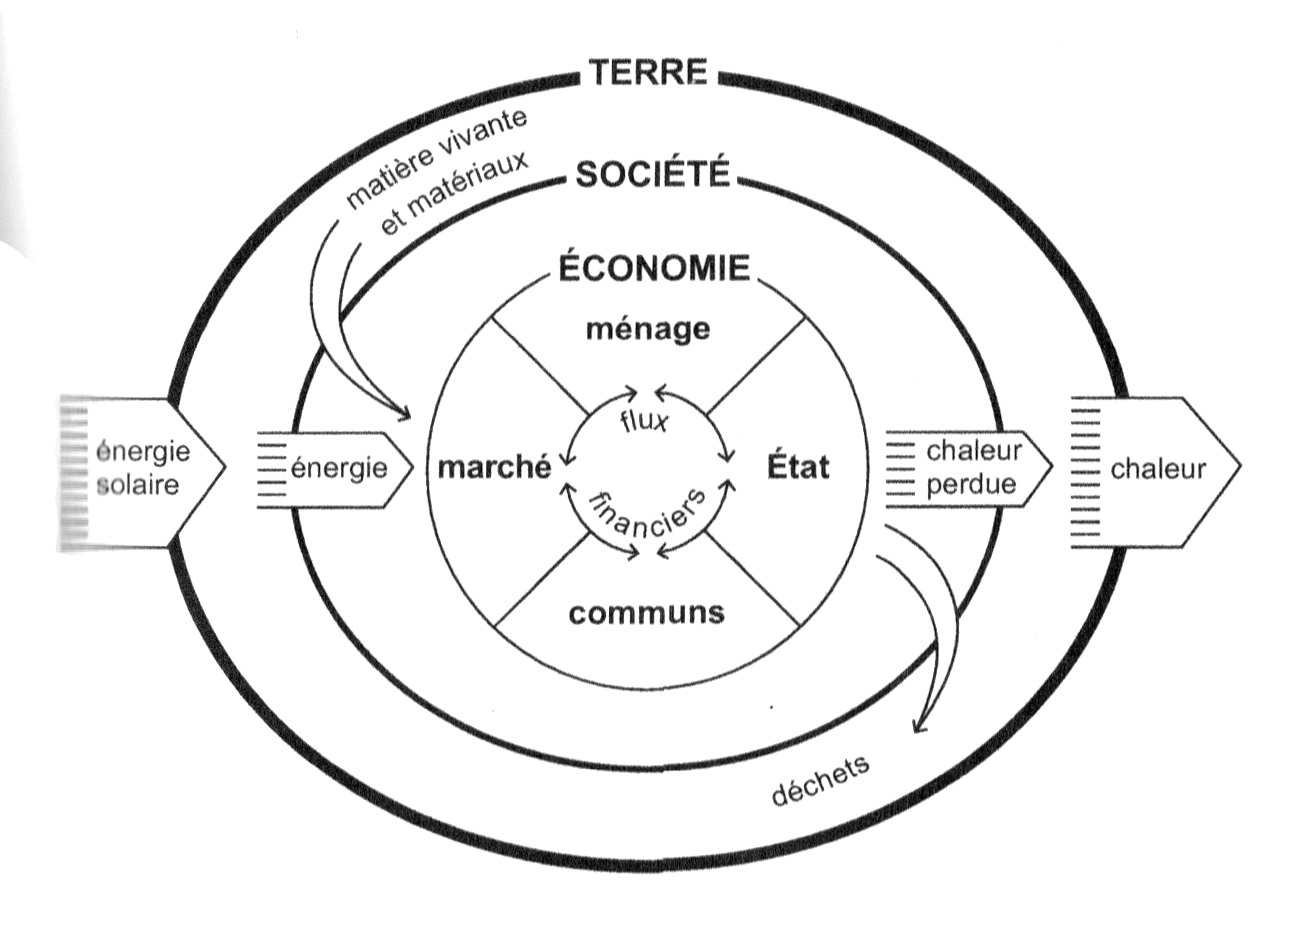 TERRE
matière vivante
et matériaux
SOCIÉTÉ
ÉCONOMIE
ménage
flux
énergie
solaire
énergie
marché
État
chaleur
perdue
chaleur
financiers
communs
déchets